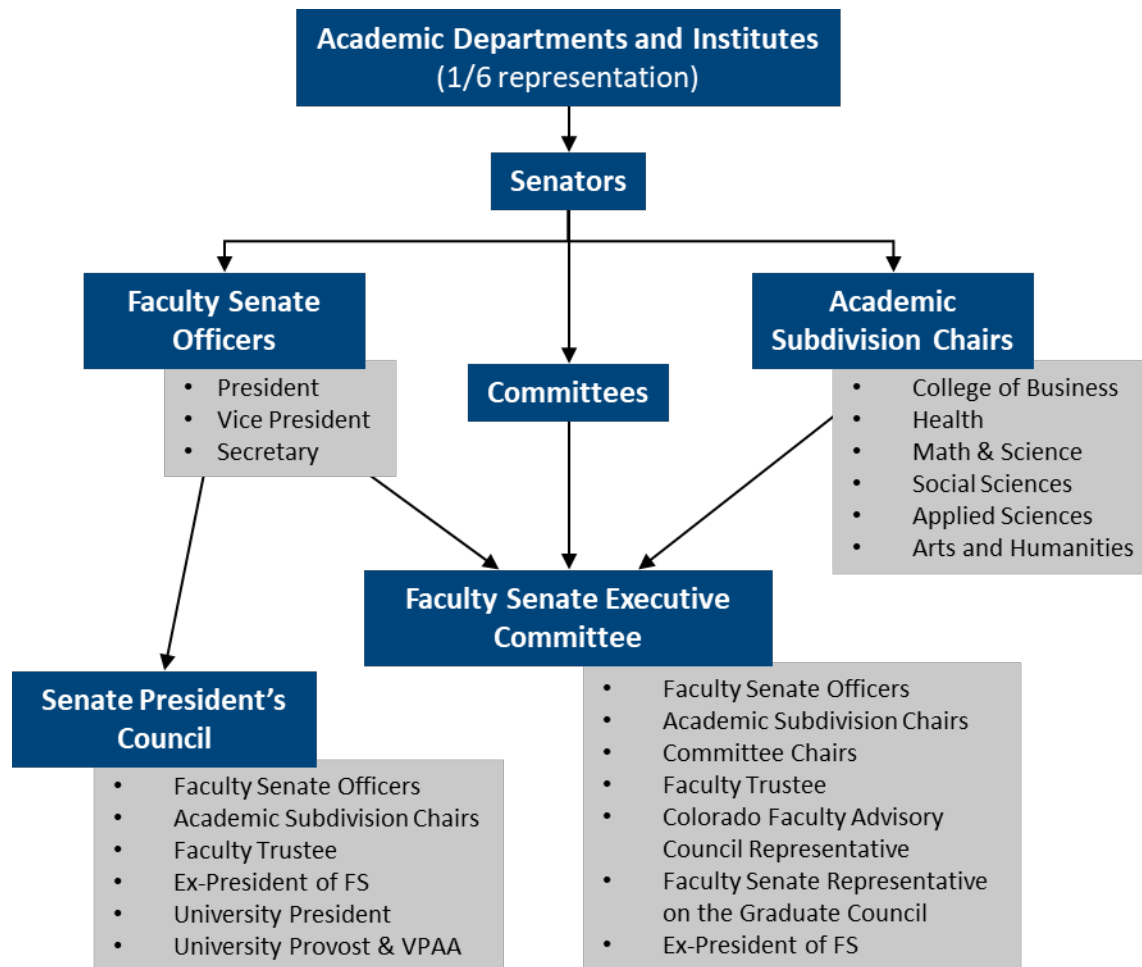 Academic Departments and Institutes
(1/6 representation)
Senators
Faculty Senate
Officers
• President
• Vice President
• Secretary
Committees
Academic
Subdivision Chairs
• College of Business
• Health
• Math & Science
• Social Sciences
• Applied Sciences
• Arts and Humanities
Faculty Senate Executive
Committee
• Faculty Senate Officers
• Academic Subdivision Chairs
• Committee Chairs
• Faculty Trustee
• Colorado Faculty Advisory
Council Representative
• Faculty Senate Representative
on the Graduate Council
• Ex-President of FS
Senate President’s
Council
• Faculty Senate Officers
• Academic Subdivision Chairs
• Faculty Trustee
• Ex-President of FS
• University President
• University Provost & VPAA